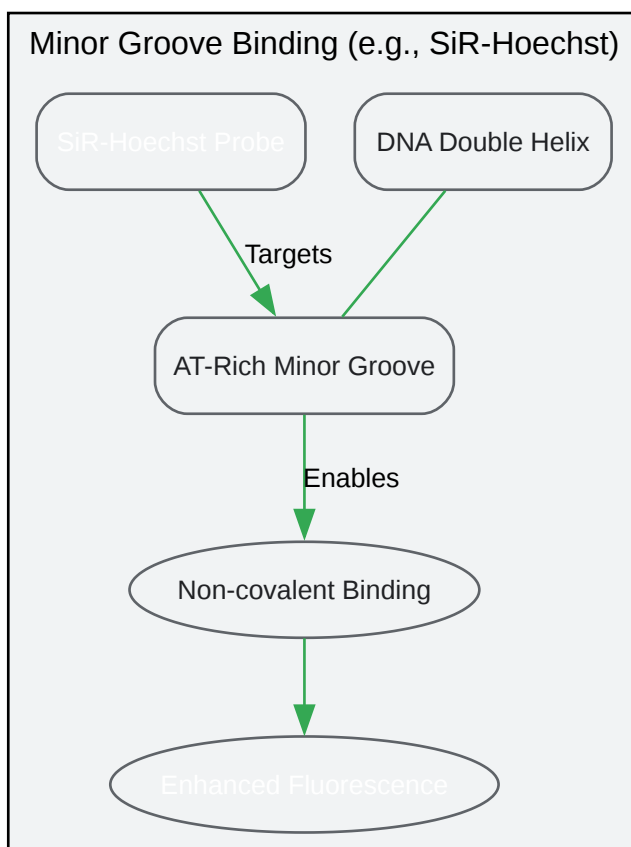 Minor Groove Binding (e.g., SiR-Hoechst)
SiR-Hoechst Probe
DNA Double Helix
Targets
AT-Rich Minor Groove
Enables
Non-covalent Binding
Enhanced Fluorescence